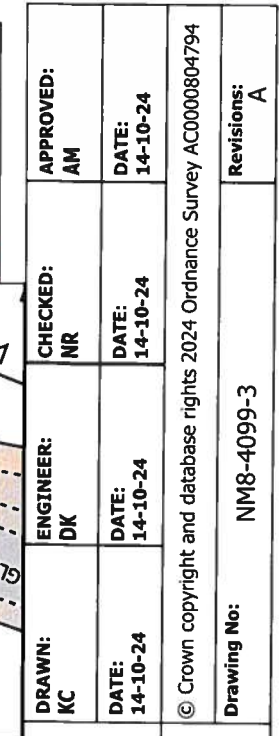 GL
DRAWN: ENGINEER: CHECKED: APPROVED:
KC DK NR AM
DATE: DATE: DATE: DATE:
14-10-24 14-10-24 14-10-24 14-10-24
© Crown copyright and database rights 2024 Ordnance Survey AC0000804794
Drawing No: NM8-4099-3 Revisions:
A